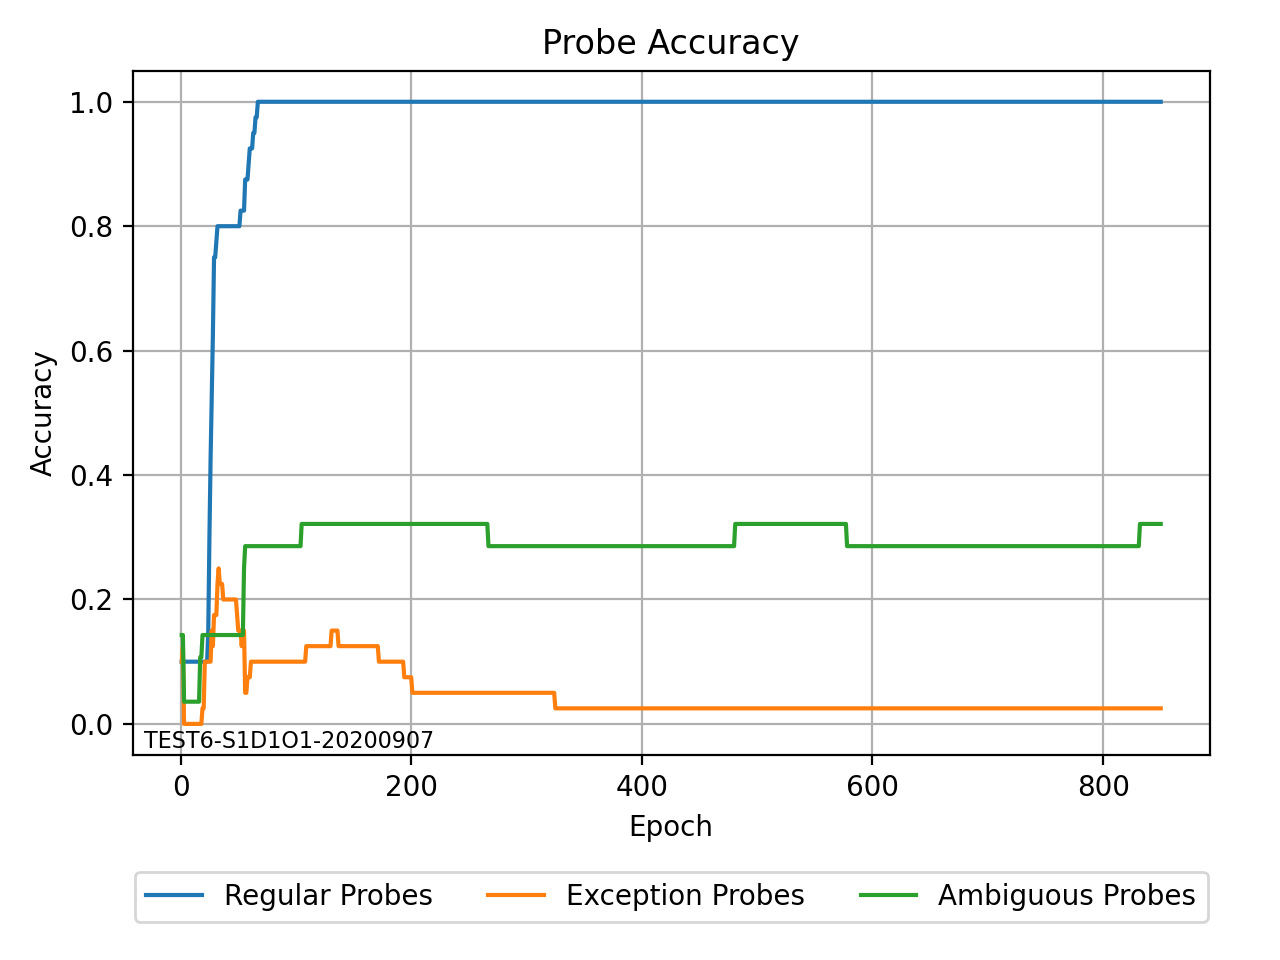 Probe Accuracy
Accuracy
1.0
0.8
0.6
0.4
0.2
0.0
TEST6-S1D1O1-20200907
0 200 400 600 800
Epoch
Regular Probes Exception Probes Ambiguous Probes